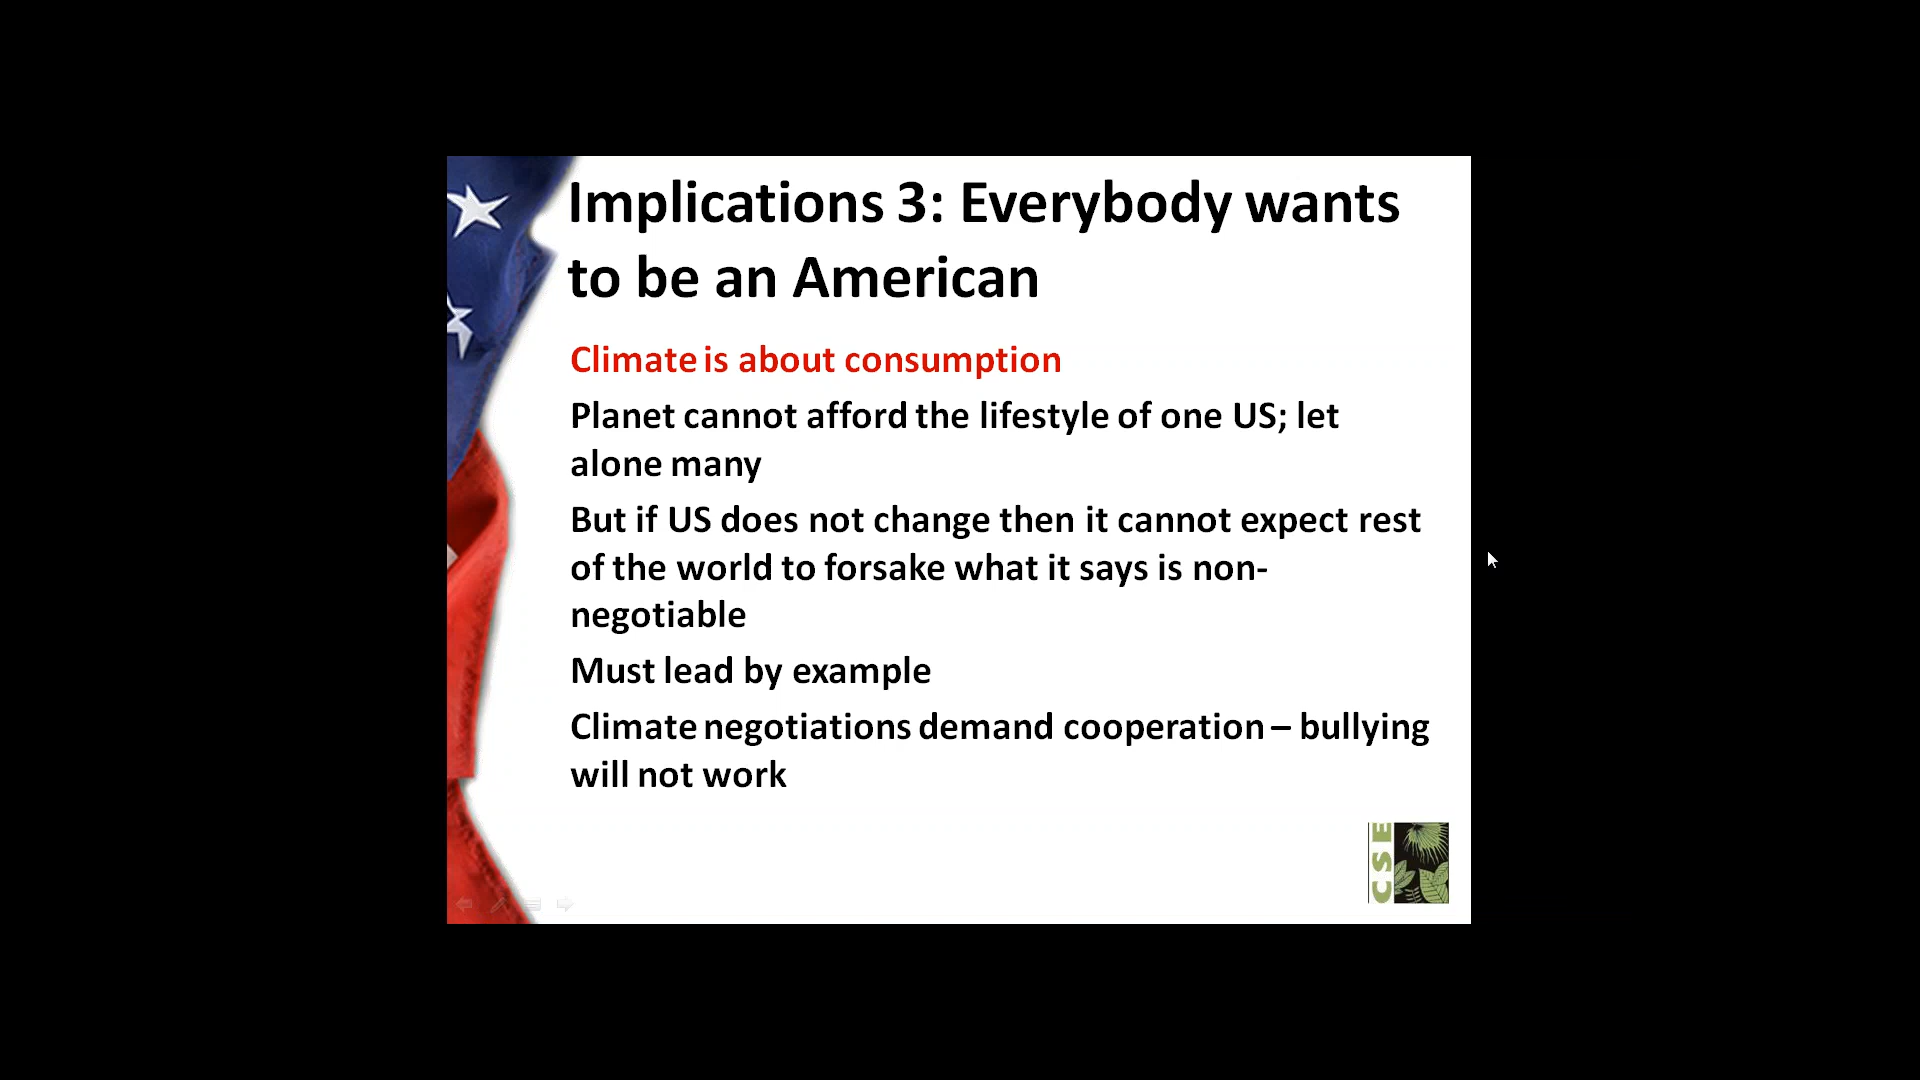 Implications 3: Everybody wants
to be an American
Climate is about consumption
Planet cannot afford the lifestyle of one US; let
alone many
But if US does not change then it cannot expect rest
of the world to forsake what it says is non-
negotiable
Must lead by example
Climate negotiations demand cooperation – bullying
will not work
CSE